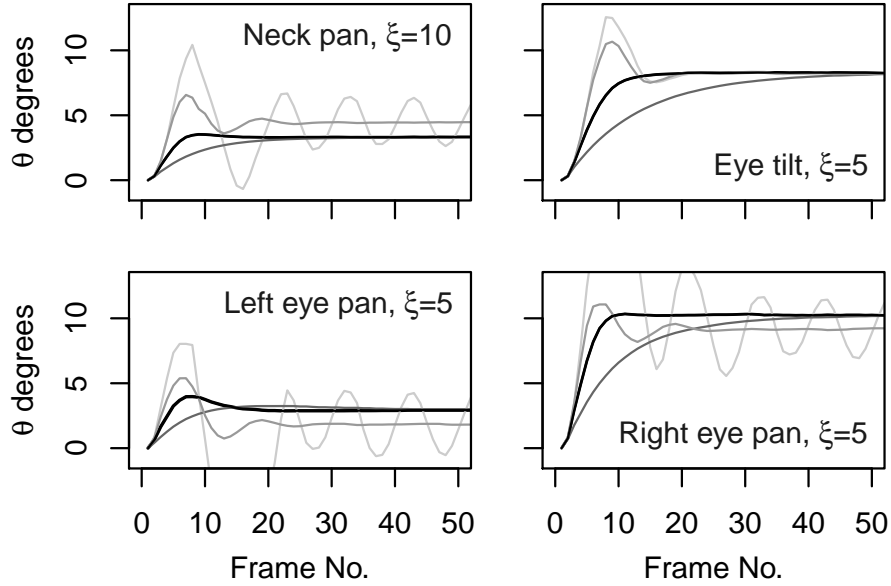 Neck pan, ξ=10
θ degrees
0 5 10
Eye tilt, ξ=5
Left eye pan, ξ=5
θ degrees
0 5 10
Right eye pan, ξ=5
0 10 20 30 40 50
0 10 20 30 40 50
Frame No.
Frame No.